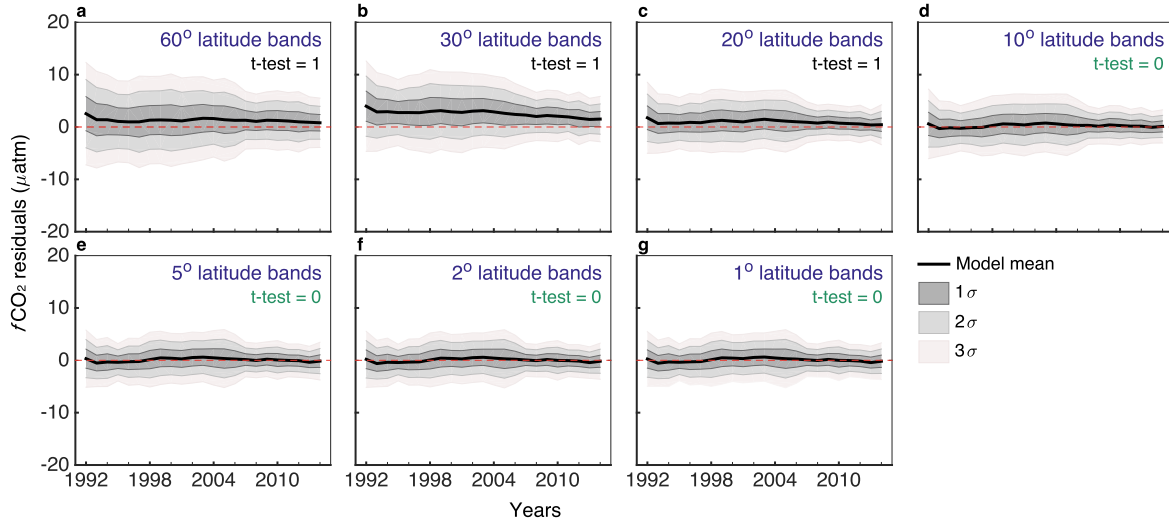 a
60° latitude bands
t-test = 1
b
30° latitude bands
t-test = 1
c
20° latitude bands
t-test = 1
d
10° latitude bands
t-test = 0
20
10
0
-10
-20
fCO₂ residuals (μatm)
e
5° latitude bands
t-test = 0
f
2° latitude bands
t-test = 0
g
1° latitude bands
t-test = 0
20
10
0
-10
-20
Model mean
1σ
2σ
3σ
1992 1998 2004 2010
1992 1998 2004 2010
1992 1998 2004 2010
Years